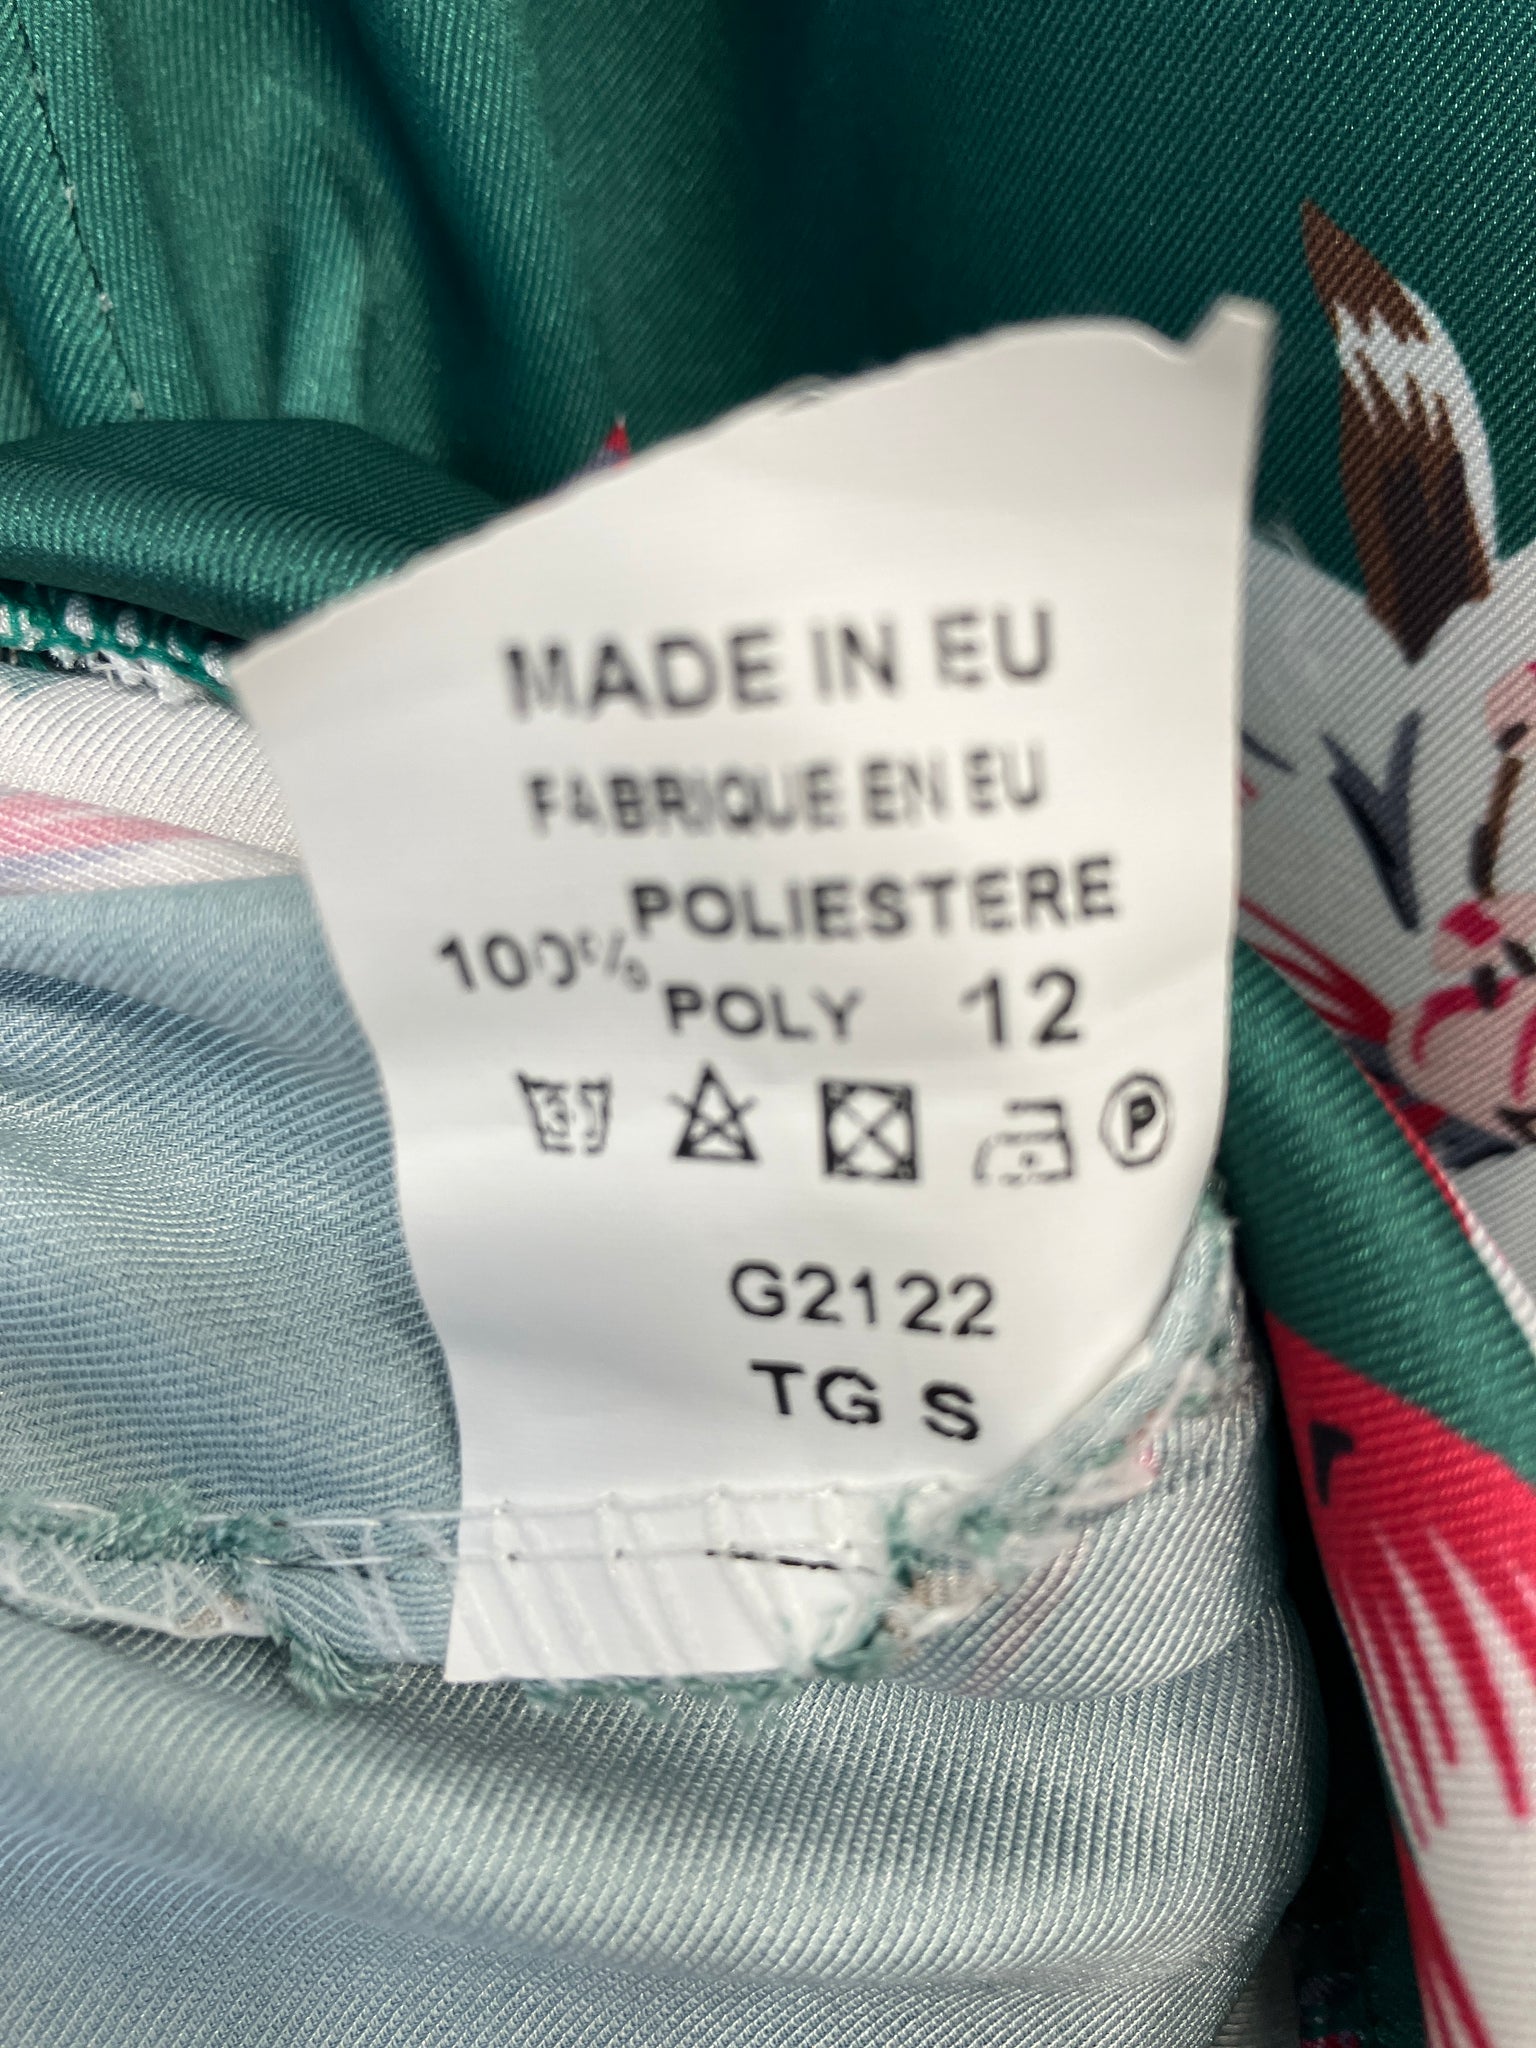 MADE IN EU
FABRIQUE EN EU
POLIESTERE
100%
POLY 12
P
G2122
TG S